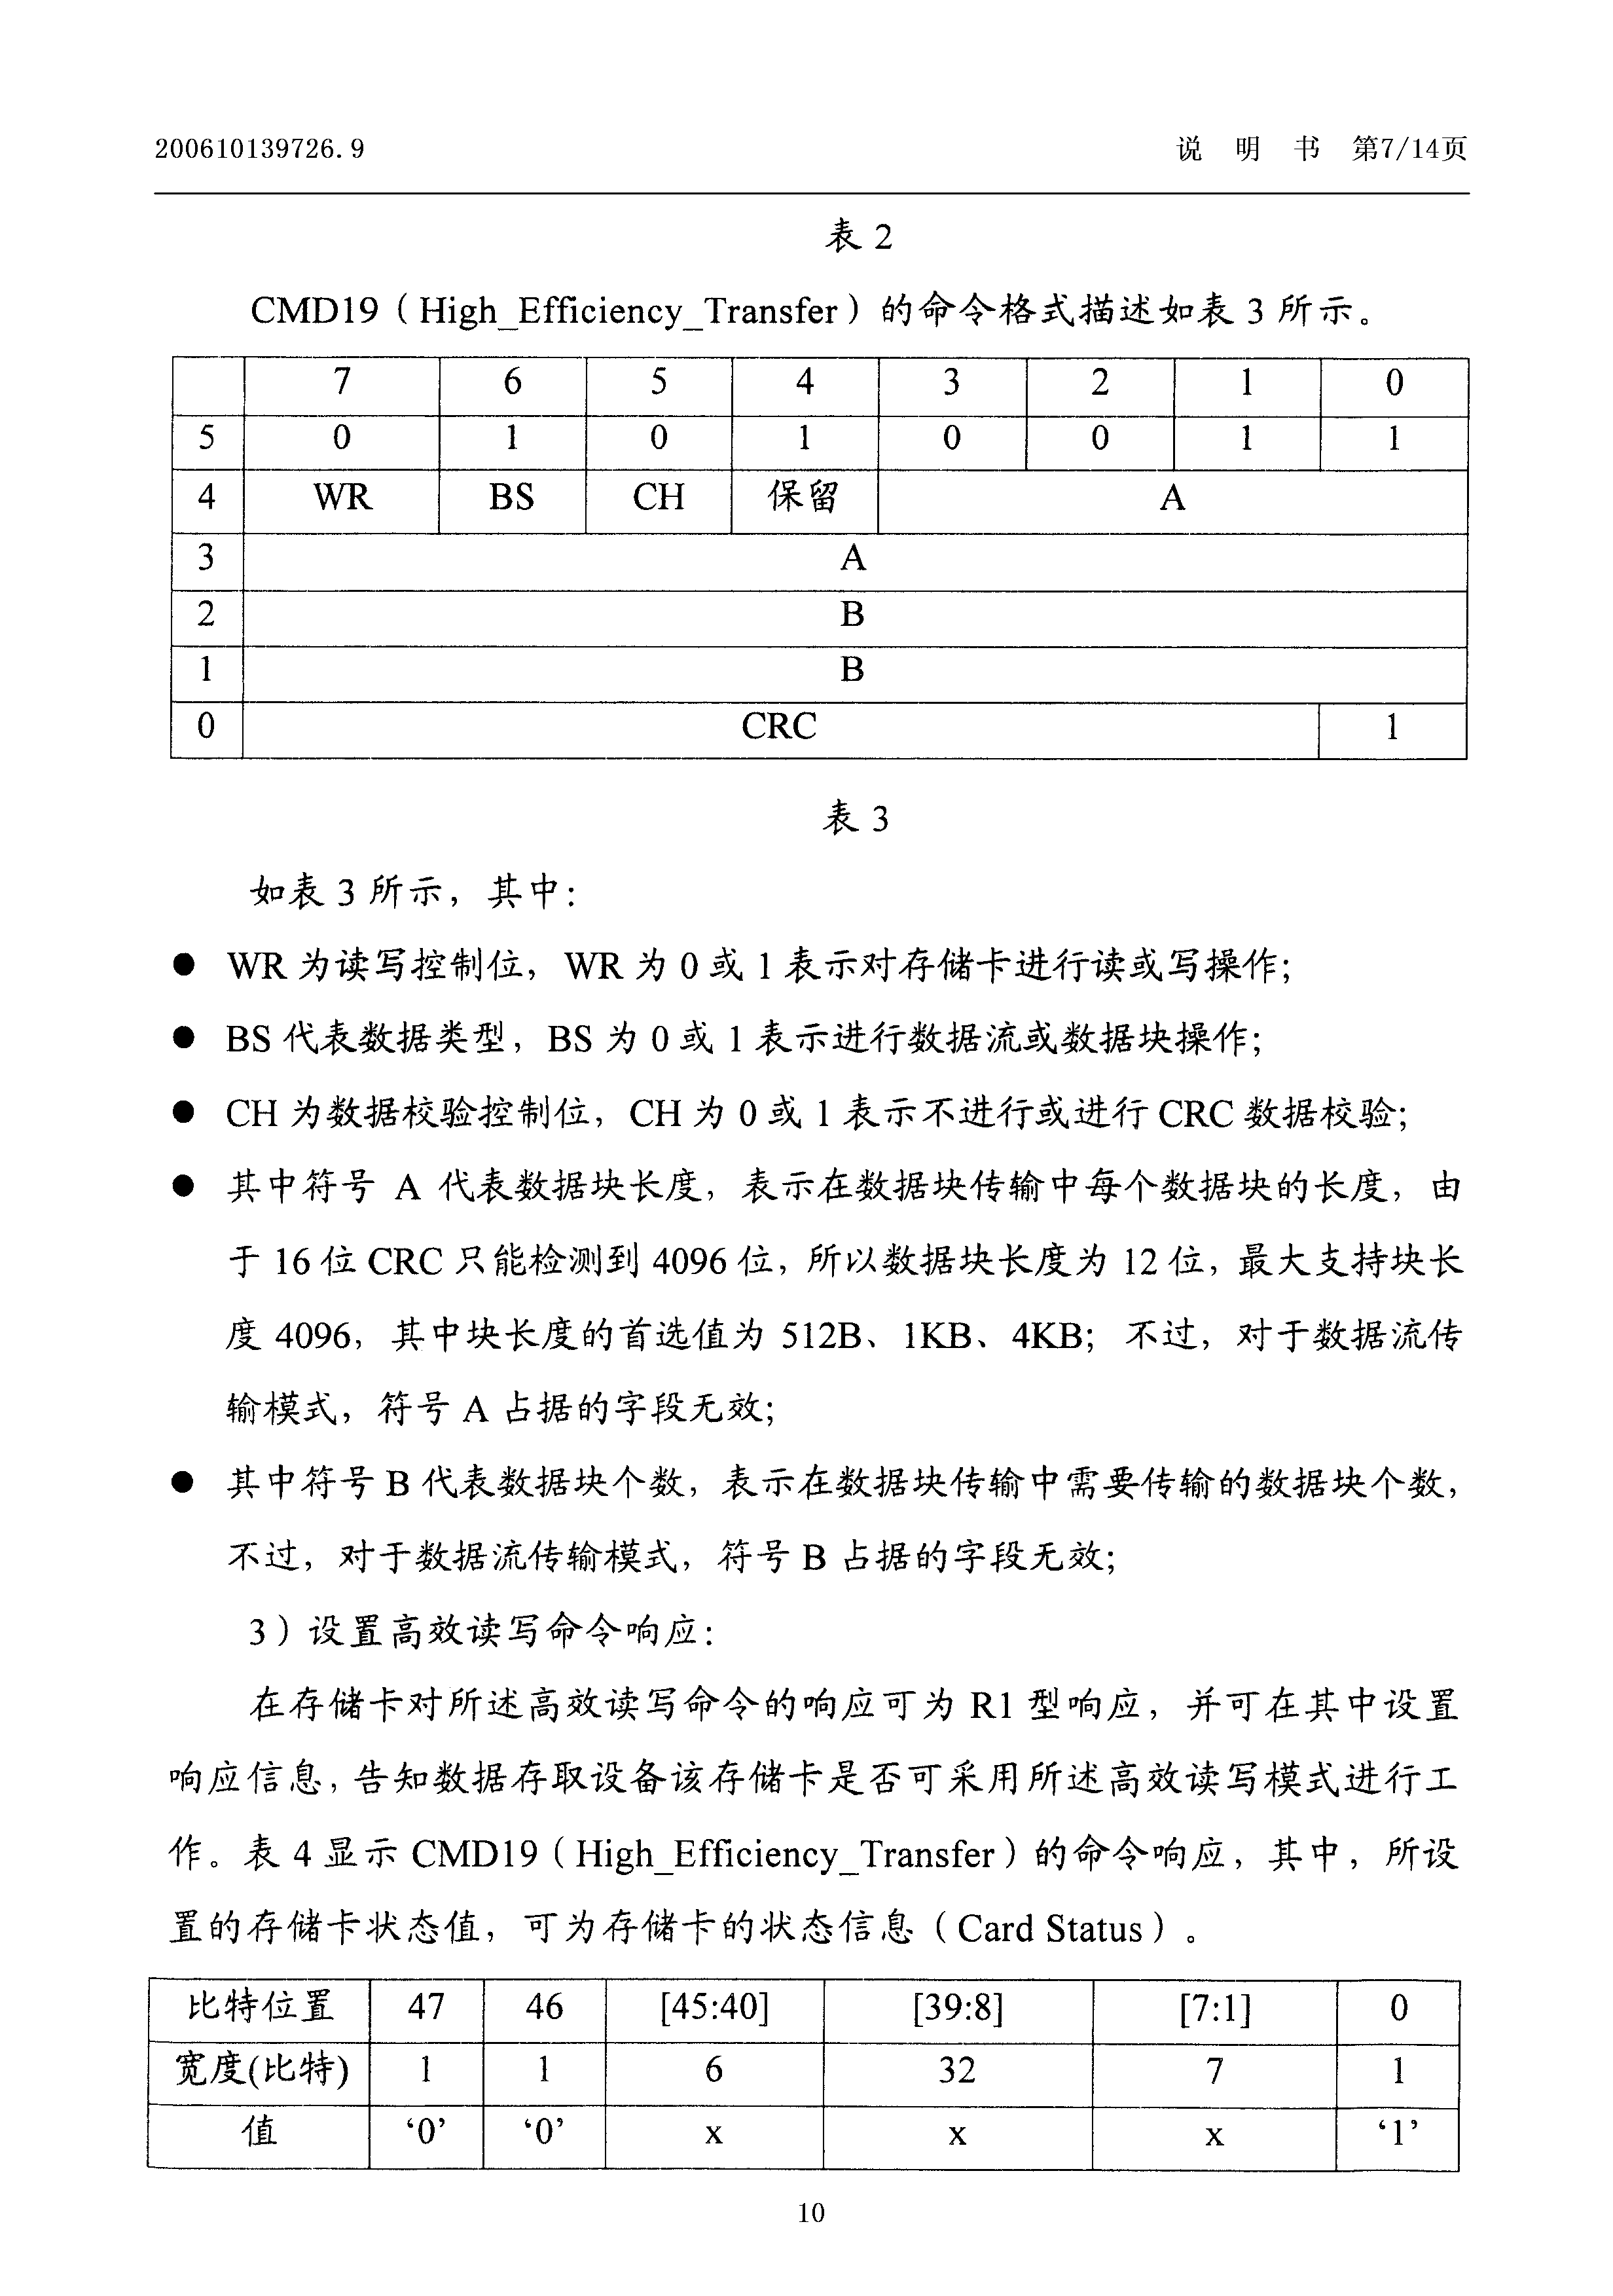 200610139726.9 说 明 书 第7/14页
表 2
CMD19（High_Efficiency_Transfer）的命令格式描述如表 3 所示。
7 6 5 4 3 2 1 0
5 0 1 0 1 0 0 1 1
4 WR BS CH 保留 A
3 A
2 B
1 B
0 CRC 1
表 3
如表 3 所示，其中：
● WR 为读写控制位，WR 为 0 或 1 表示对存储卡进行读或写操作；
● BS 代表数据类型，BS 为 0 或 1 表示进行数据流或数据块操作；
● CH 为数据校验控制位，CH 为 0 或 1 表示不进行或进行 CRC 数据校验；
● 其中符号 A 代表数据块长度，表示在数据块传输中每个数据块的长度，由
于 16 位 CRC 只能检测到 4096 位，所以数据块长度为 12 位，最大支持块长
度 4096，其中块长度的首选值为 512B、1KB、4KB；不过，对于数据流传
输模式，符号 A 占据的字段无效；
● 其中符号 B 代表数据块个数，表示在数据块传输中需要传输的数据块个数，
不过，对于数据流传输模式，符号 B 占据的字段无效；
3）设置高效读写命令响应：
在存储卡对所述高效读写命令的响应可为 R1 型响应，并可在其中设置
响应信息，告知数据存取设备该存储卡是否可采用所述高效读写模式进行工
作。表 4 显示 CMD19（High_Efficiency_Transfer）的命令响应，其中，所设
置的存储卡状态值，可为存储卡的状态信息（Card Status）。
比特位置 47 46 [45:40] [39:8] [7:1] 0
宽度(比特) 1 1 6 32 7 1
值 ‘0’ ‘0’ x x x ‘1’
10